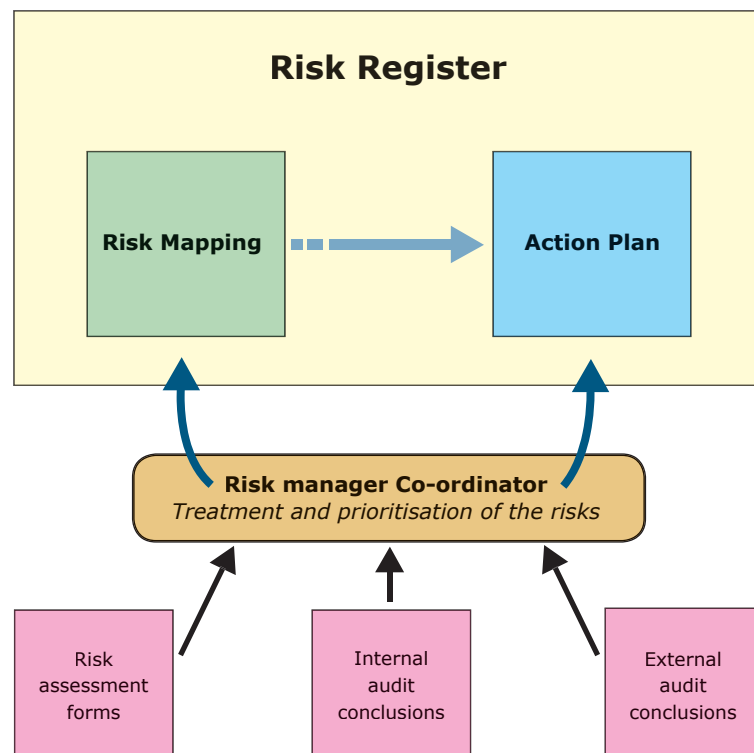 Risk Register
Risk Mapping
Action Plan
Risk manager Co-ordinator
Treatment and prioritisation of the risks
Risk
assessment
forms
Internal
audit
conclusions
External
audit
conclusions